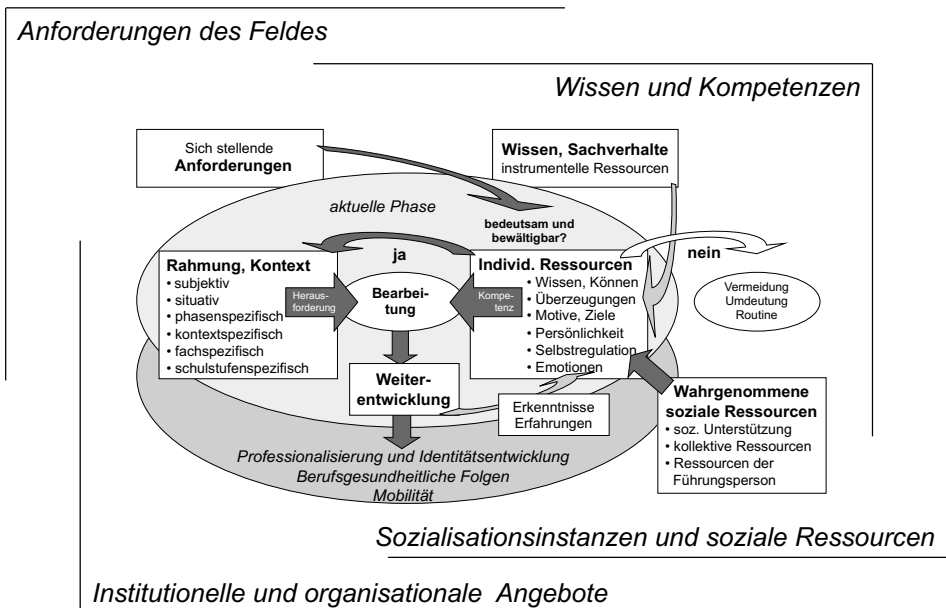 Anforderungen des Feldes
Wissen und Kompetenzen
Sich stellende
Anforderungen
Wissen, Sachverhalte
instrumentelle Ressourcen
aktuelle Phase
bedeutsam und
bewältigbar?
ja
nein
Rahmung, Kontext
• subjektiv
• situativ
• phasenspezifisch
• kontextspezifisch
• fachspezifisch
• schulstufenspezifisch
Heraus-
forderung
Bearbei-
tung
Kompe-
tenz
Individ. Ressourcen
• Wissen, Können
• Überzeugungen
• Motive, Ziele
• Persönlichkeit
• Selbstregulation
• Emotionen
Vermeidung
Umdeutung
Routine
Weiter-
entwicklung
Erkenntnisse
Erfahrungen
Wahrgenommene
soziale Ressourcen
• soz. Unterstützung
• kollektive Ressourcen
• Ressourcen der
Führungsperson
Professionalisierung und Identitätsentwicklung
Berufsgesundheitliche Folgen
Mobilität
Sozialisationsinstanzen und soziale Ressourcen
Institutionelle und organisationale Angebote